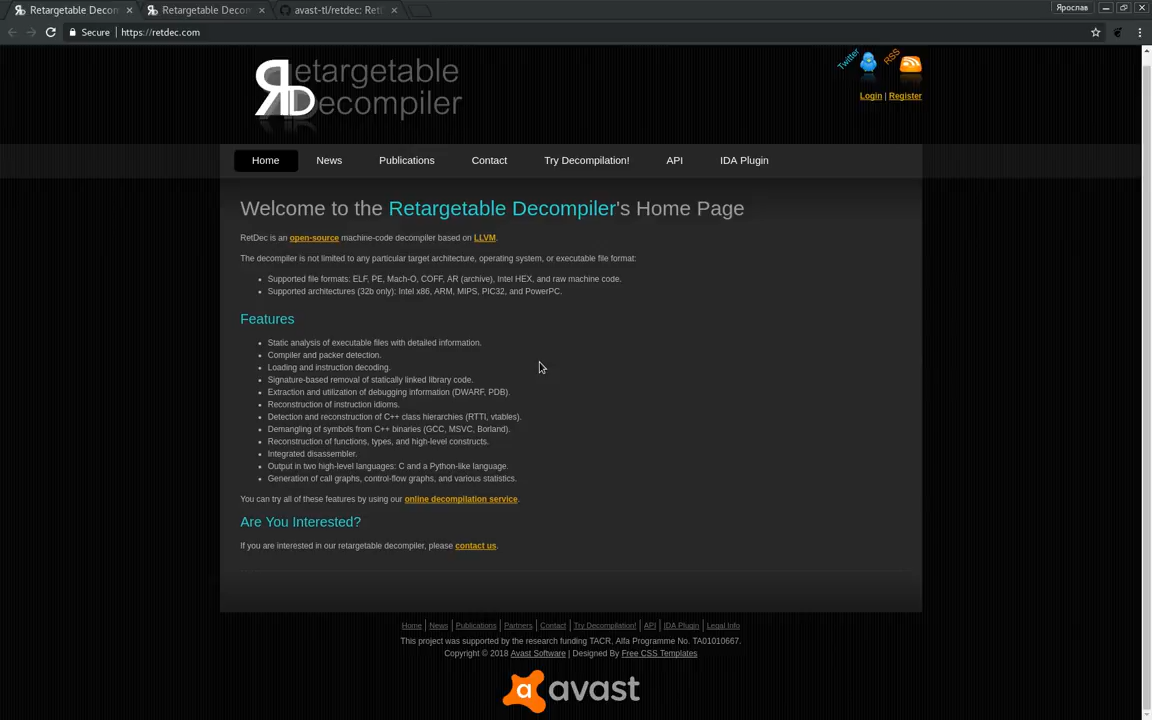 Retargetable Decom
Retargetable Decom
avast-tl/retdec: Ret
Ярослав
Secure
https://retdec.com
Retargetable
Decompiler
Twitter
RSS
Login | Register
Home
News
Publications
Contact
Try Decompilation!
API
IDA Plugin
Welcome to the Retargetable Decompiler's Home Page
RetDec is an open-source machine-code decompiler based on LLVM.
The decompiler is not limited to any particular target architecture, operating system, or executable file format:
Supported file formats: ELF, PE, Mach-O, COFF, AR (archive), Intel HEX, and raw machine code.
Supported architectures (32b only): Intel x86, ARM, MIPS, PIC32, and PowerPC.
Features
Static analysis of executable files with detailed information.
Compiler and packer detection.
Loading and instruction decoding.
Signature-based removal of statically linked library code.
Extraction and utilization of debugging information (DWARF, PDB).
Reconstruction of instruction idioms.
Detection and reconstruction of C++ class hierarchies (RTTI, vtables).
Demangling of symbols from C++ binaries (GCC, MSVC, Borland).
Reconstruction of functions, types, and high-level constructs.
Integrated disassembler.
Output in two high-level languages: C and a Python-like language.
Generation of call graphs, control-flow graphs, and various statistics.
You can try all of these features by using our online decompilation service.
Are You Interested?
If you are interested in our retargetable decompiler, please contact us.
Home | News | Publications | Partners | Contact | Try Decompilation! | API | IDA Plugin | Legal Info
This project was supported by the research funding TACR, Alfa Programme No. TA01010667.
Copyright © 2018 Avast Software | Designed By Free CSS Templates
avast